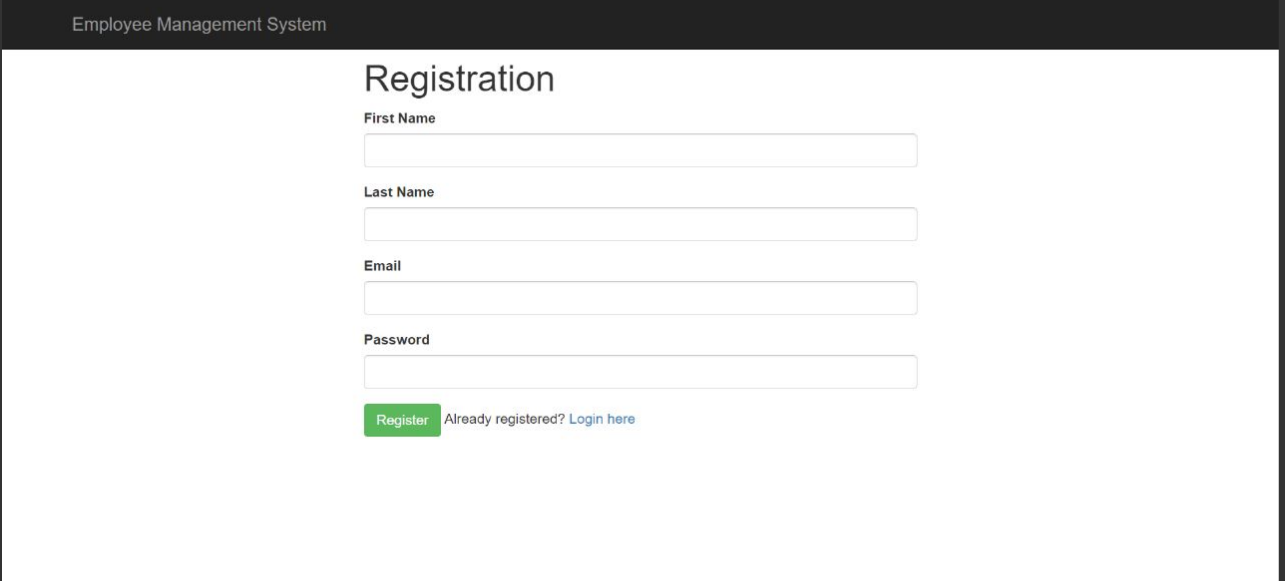 Employee Management System
Registration
First Name
Last Name
Email
Password
Register Already registered? Login here